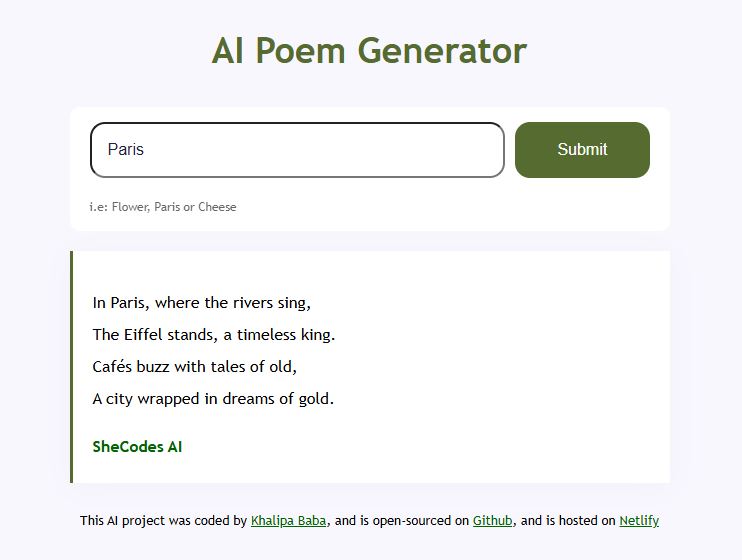 AI Poem Generator
Paris
Submit
i.e: Flower, Paris or Cheese
In Paris, where the rivers sing,
The Eiffel stands, a timeless king.
Cafés buzz with tales of old,
A city wrapped in dreams of gold.
SheCodes AI
This AI project was coded by Khalipa Baba, and is open-sourced on Github, and is hosted on Netlify